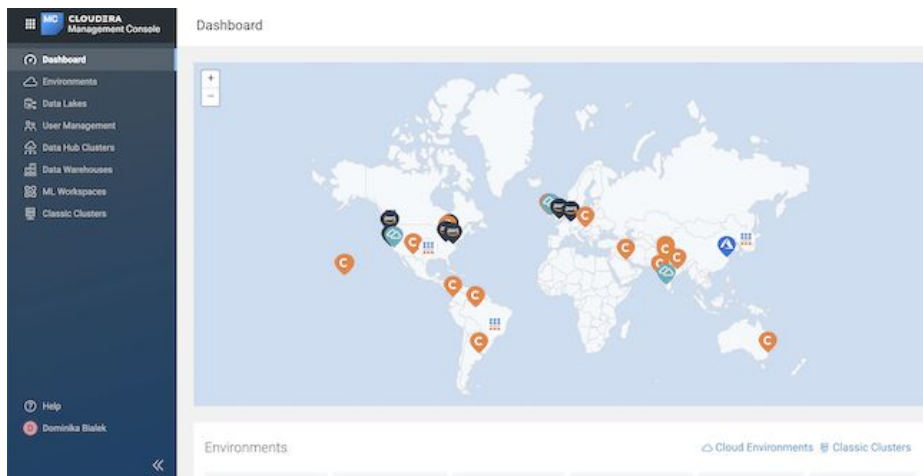 MC
CLOUDERA
Management Console
Dashboard
Dashboard
Environments
Data Lakes
User Management
Data Hub Clusters
Data Warehouses
ML Workspaces
Classic Clusters
Help
D
Dominika Bialek
+
−
C
C
C
C
C
C
C
C
C
C
C
Environments
Cloud Environments
Classic Clusters